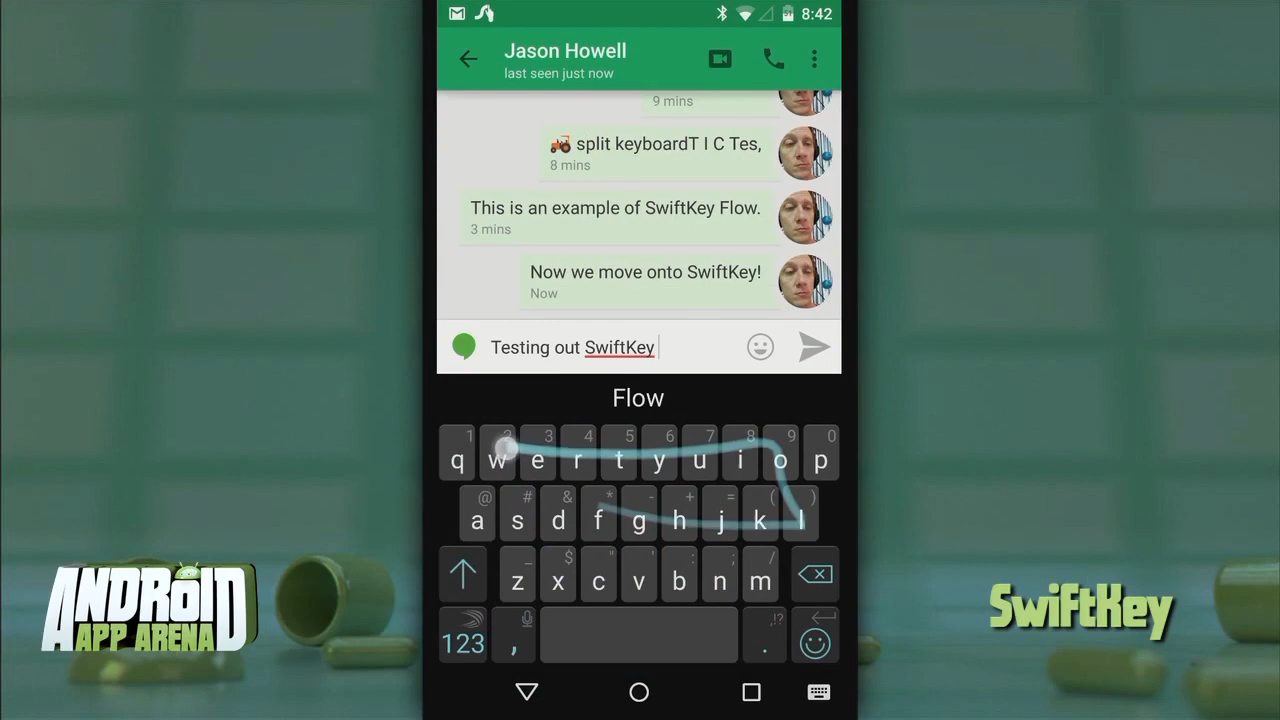 8:42
Jason Howell
last seen just now
9 mins
split keyboardT I C Tes,
8 mins
This is an example of SwiftKey Flow.
3 mins
Now we move onto SwiftKey!
Now
Testing out SwiftKey
Flow
1 2 3 4 5 6 7 8 9 0
q w e r t y u i o p
@ # & * - + = ( )
a s d f g h j k l
_ $ " ' : ; /
z x c v b n m
,!?
123 , .
ANDROID
APP ARENA
SwiftKey